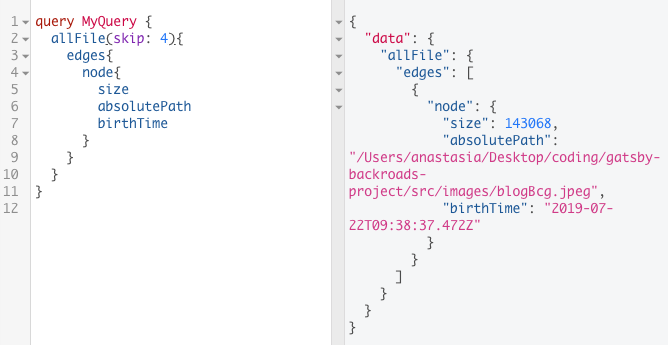 1 query MyQuery {
2 allFile(skip: 4){
3 edges{
4 node{
5 size
6 absolutePath
7 birthTime
8 }
9 }
10 }
11 }
12
{
"data": {
"allFile": {
"edges": [
{
"node": {
"size": 143068,
"absolutePath":
"/Users/anastasia/Desktop/coding/gatsby-
backroads-
project/src/images/blogBcg.jpeg",
"birthTime": "2019-07-
22T09:38:37.472Z"
}
}
]
}
}
}